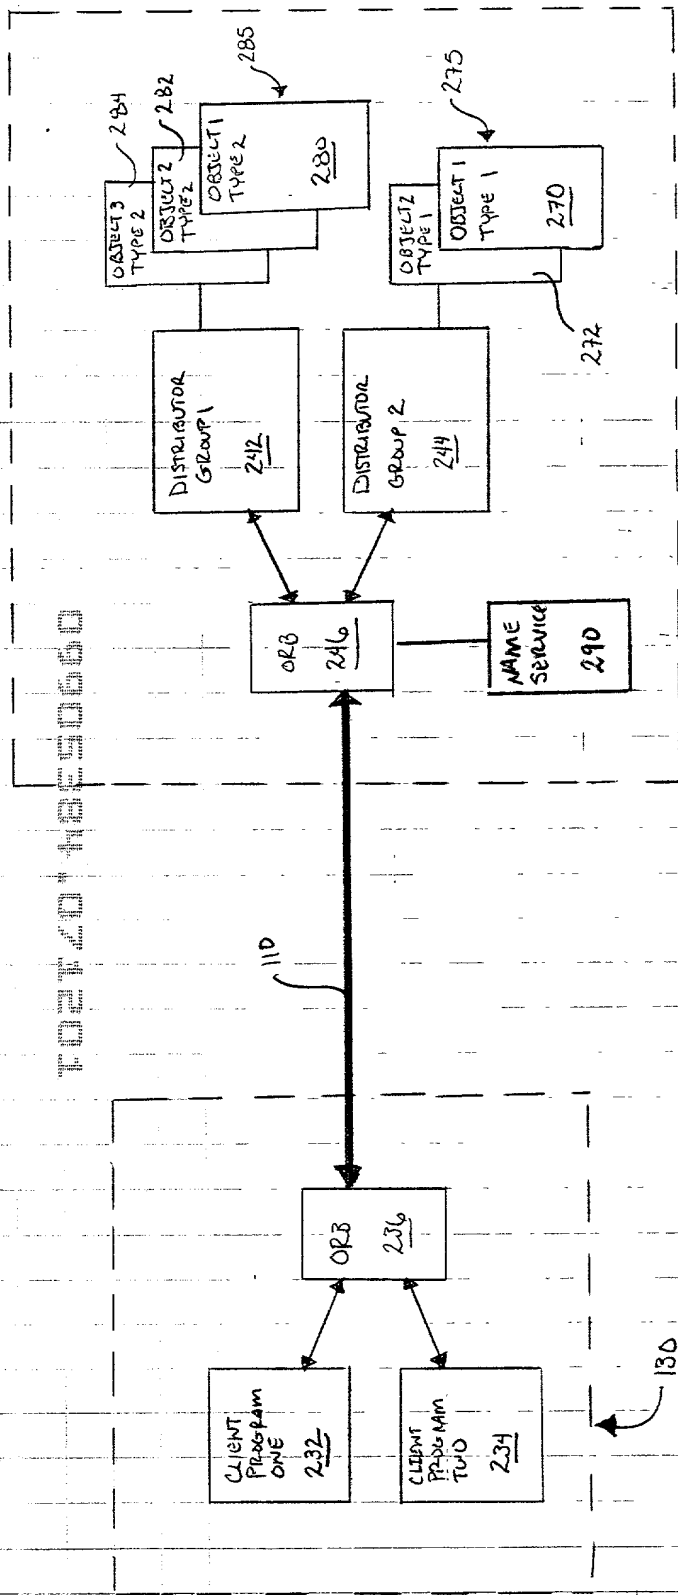 285
282
284
OBJECT 1
TYPE 2
280
OBJECT 2
TYPE 2
OBJECT 3
TYPE 2
275
OBJECT 1
TYPE 1
270
OBJECT 2
TYPE 1
272
DISTRIBUTOR
GROUP 1
242
DISTRIBUTOR
GROUP 2
244
ORB
246
NAME
SERVICE
290
110
ORB
236
CLIENT
PROGRAM
ONE
232
CLIENT
PROGRAM
TWO
234
130